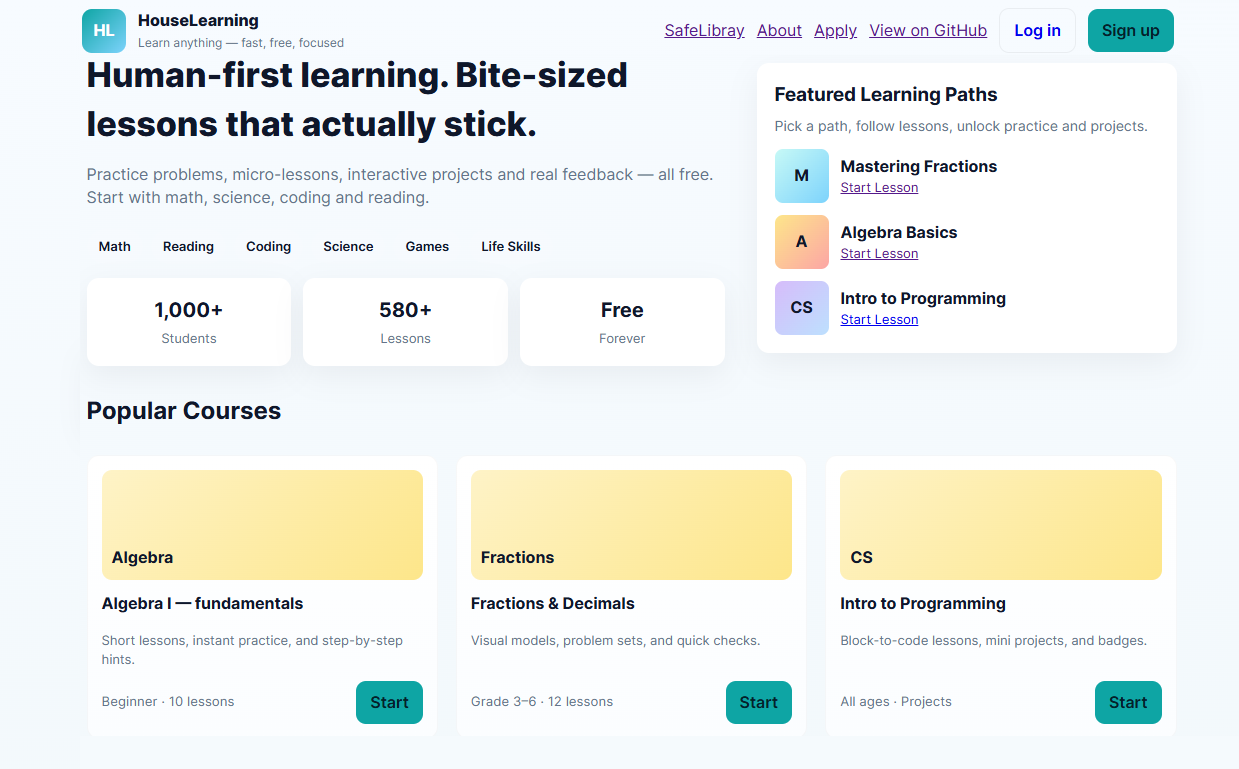 HL
HouseLearning
Learn anything — fast, free, focused
SafeLibray
About
Apply
View on GitHub
Log in
Sign up
Human-first learning. Bite-sized
lessons that actually stick.
Practice problems, micro-lessons, interactive projects and real feedback — all free.
Start with math, science, coding and reading.
Math
Reading
Coding
Science
Games
Life Skills
1,000+
Students
580+
Lessons
Free
Forever
Featured Learning Paths
Pick a path, follow lessons, unlock practice and projects.
M
Mastering Fractions
Start Lesson
A
Algebra Basics
Start Lesson
CS
Intro to Programming
Start Lesson
Popular Courses
Algebra
Algebra I — fundamentals
Short lessons, instant practice, and step-by-step
hints.
Beginner · 10 lessons
Start
Fractions
Fractions & Decimals
Visual models, problem sets, and quick checks.
Grade 3–6 · 12 lessons
Start
CS
Intro to Programming
Block-to-code lessons, mini projects, and badges.
All ages · Projects
Start